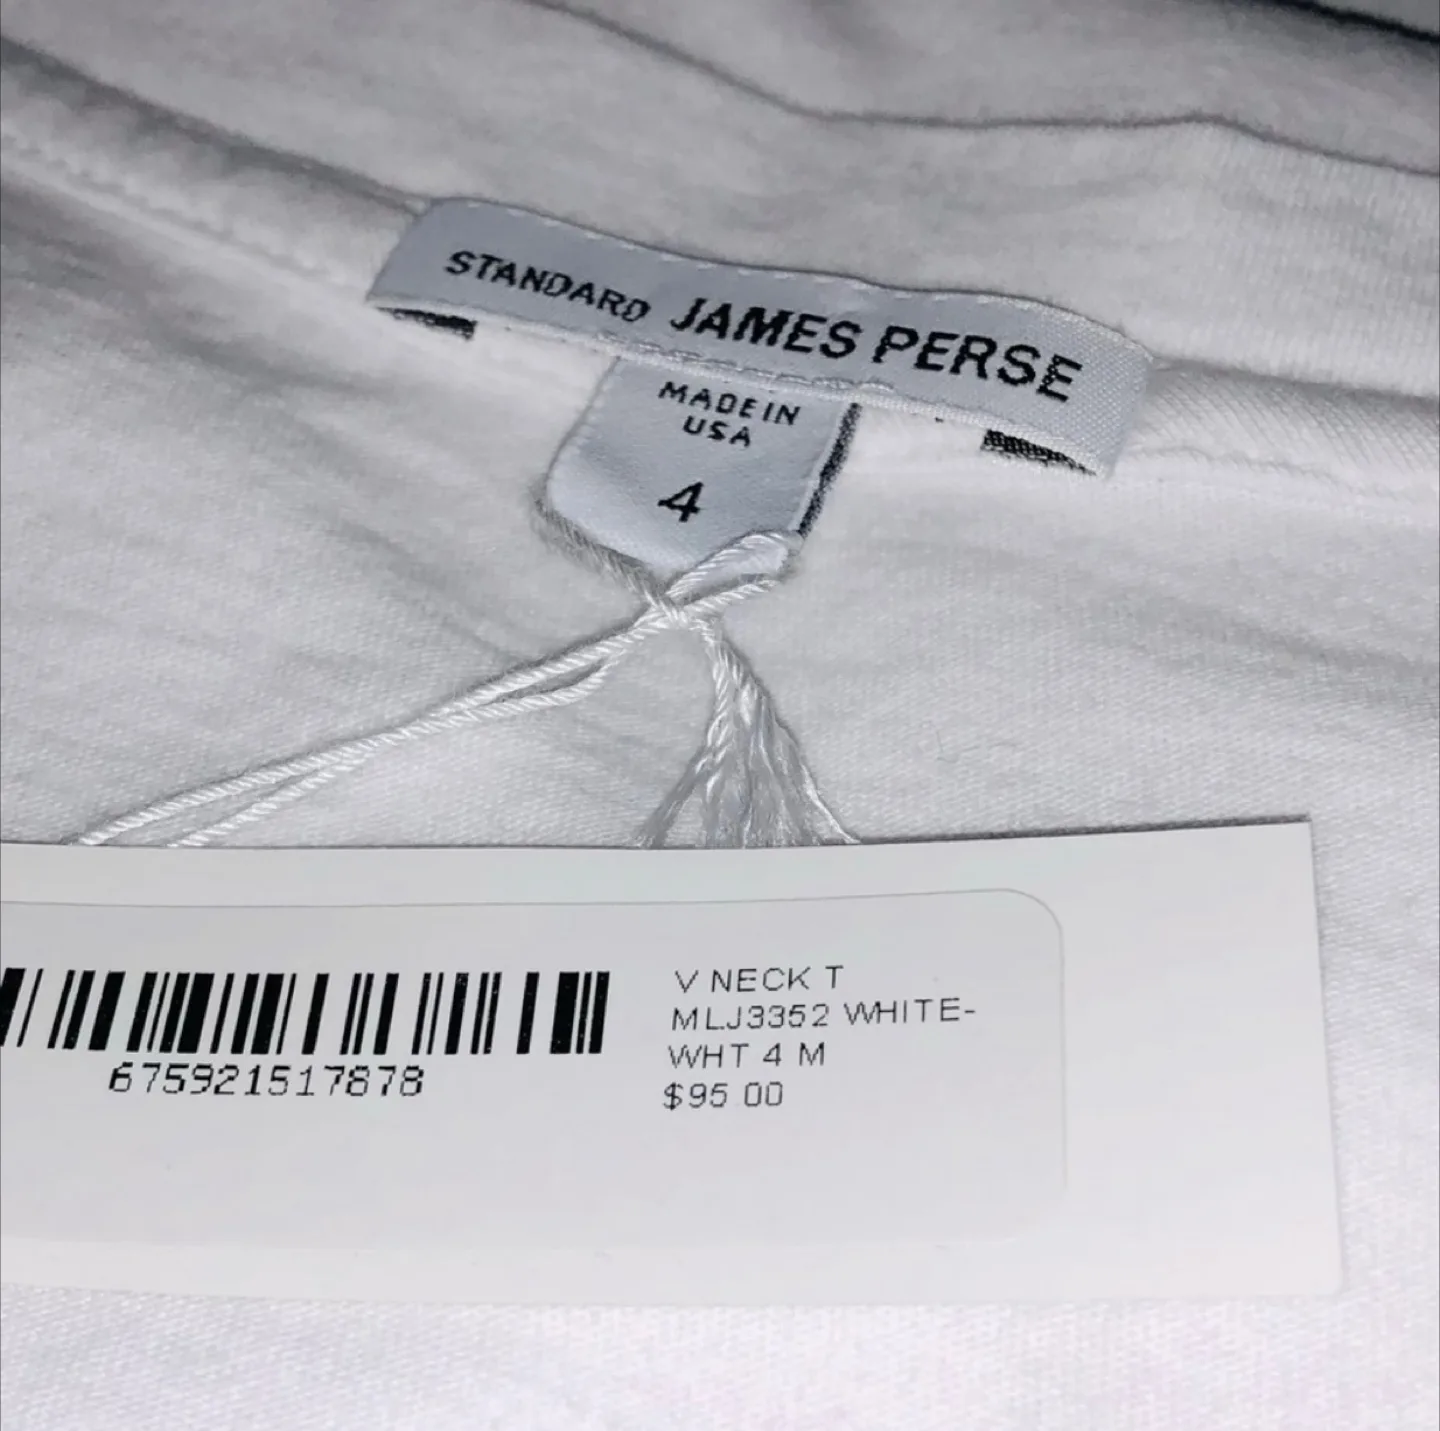 STANDARD JAMES PERSE
MADE IN
USA
4
675921517878
V NECK T
MLJ3352 WHITE-
WHT 4 M
$95.00